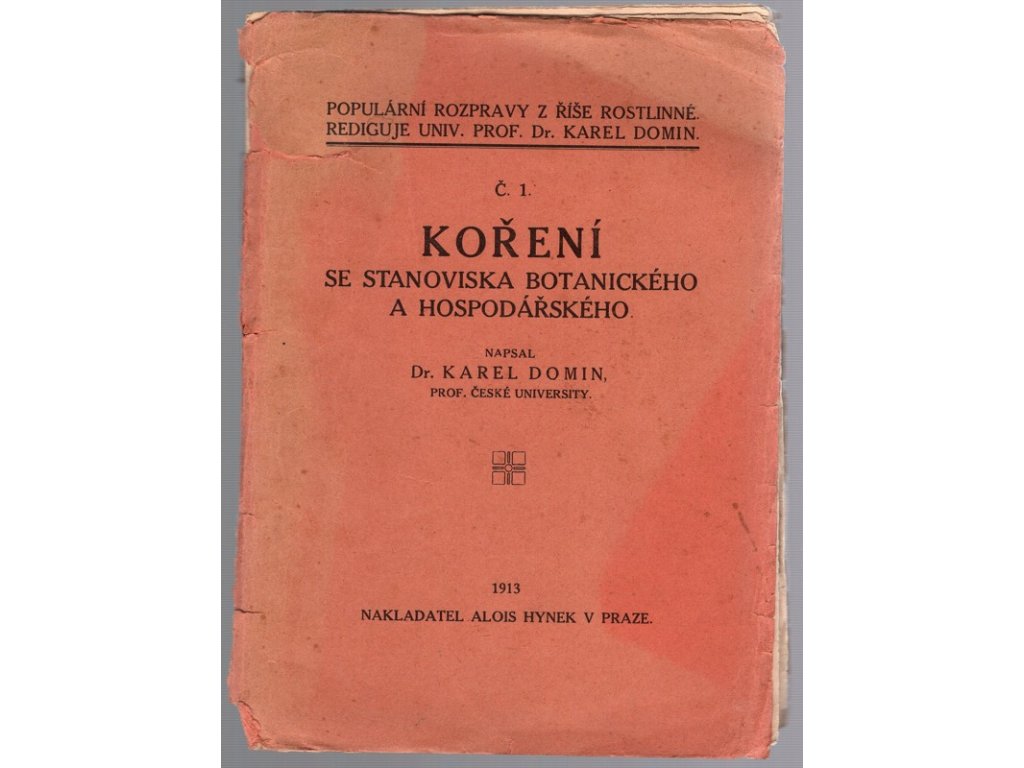 POPULÁRNÍ ROZPRAVY Z ŘÍŠE ROSTLINNÉ.
REDIGUJE UNIV. PROF. Dr. KAREL DOMIN.
Č. 1.
KOŘENÍ
SE STANOVISKA BOTANICKÉHO
A HOSPODÁŘSKÉHO.
NAPSAL
Dr. KAREL DOMIN,
PROF. ČESKÉ UNIVERSITY.
1913
NAKLADATEL ALOIS HYNEK V PRAZE.